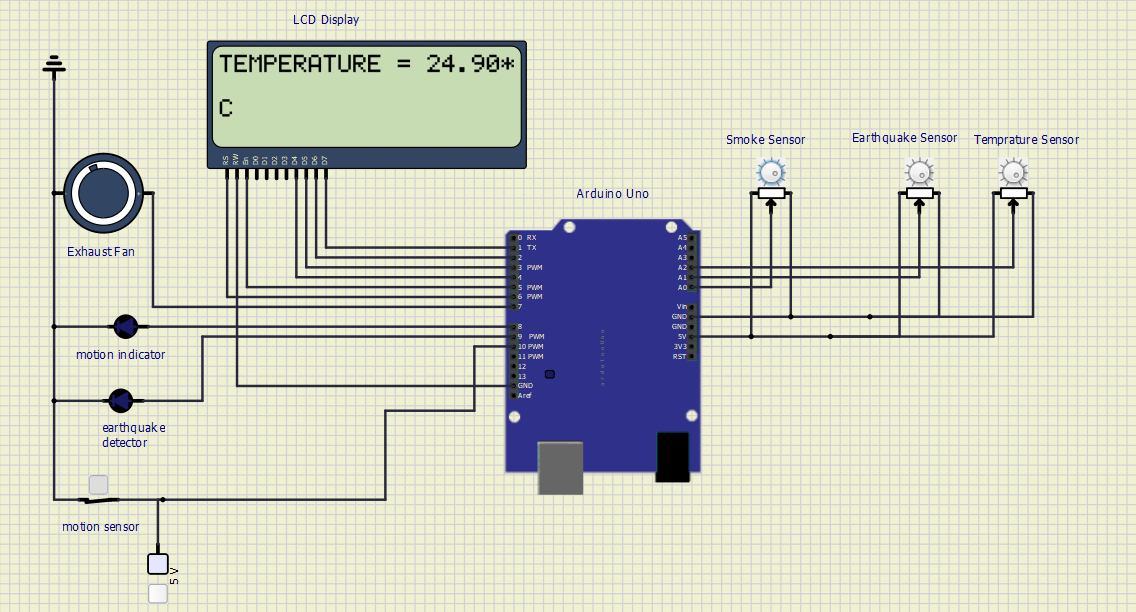 LCD Display
TEMPERATURE = 24.90*
C
RS RW En D0 D1 D2 D3 D4 D5 D6 D7
Smoke Sensor
Earthquake Sensor
Temprature Sensor
Exhaust Fan
motion indicator
earthquake
detector
motion sensor
5 V
Arduino Uno
0 RX
1 TX
2
3 PWM
4
5 PWM
6 PWM
7
8
9 PWM
10 PWM
11 PWM
12
13
GND
Aref
A5
A4
A3
A2
A1
A0
Vin
GND
GND
5V
3V3
RST
arduinoUno